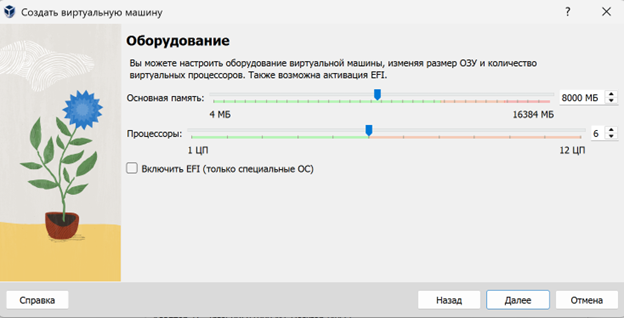 Создать виртуальную машину
Оборудование
Вы можете настроить оборудование виртуальной машины, изменяя размер ОЗУ и количество
виртуальных процессоров. Также возможна активация EFI.
Основная память: 8000 МБ
4 МБ 16384 МБ
Процессоры: 6
1 ЦП 12 ЦП
Включить EFI (только специальные ОС)
Справка Назад Далее Отмена